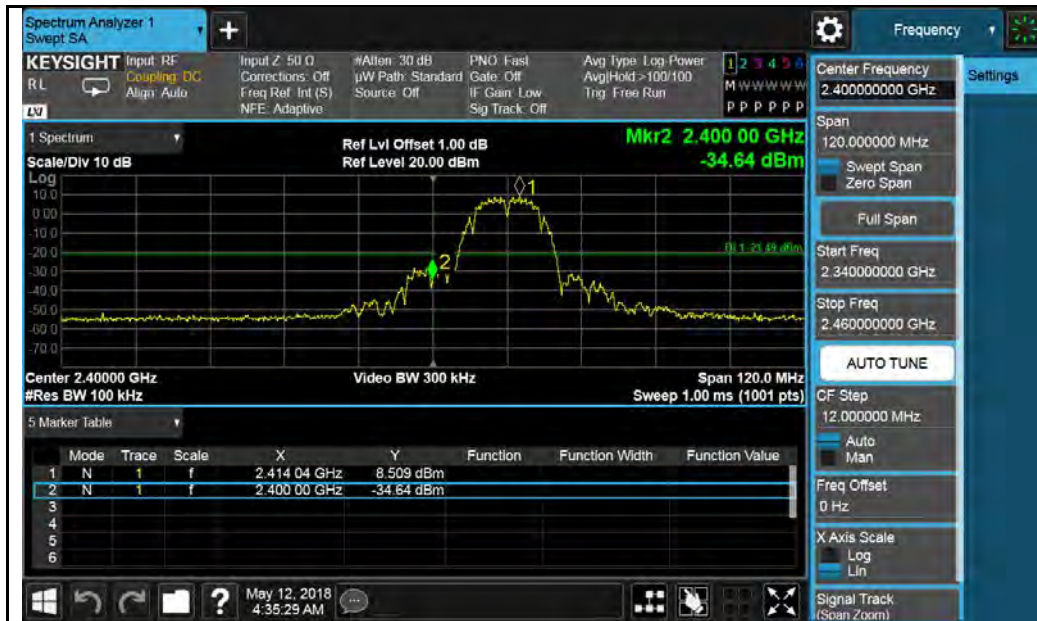 Spectrum Analyzer 1
Swept SA
+
Frequency
KEYSIGHT
Input: RF
Input Z: 50 Ω
#Atten: 30 dB
PNO: Fast
Avg Type: Log-Power
1 2 3 4 5 6
RL
Coupling: DC
Corrections: Off
µW Path: Standard
Gate: Off
Avg|Hold:>100/100
M W W W W W
Align: Auto
Freq Ref: Int (S)
Source: Off
IF Gain: Low
Trig: Free Run
NFE: Adaptive
Sig Track: Off
P P P P P P
1 Spectrum
Ref Lvl Offset 1.00 dB
Mkr2 2.400 00 GHz
Scale/Div 10 dB
Ref Level 20.00 dBm
-34.64 dBm
Log
10.0
0.00
-10.0
-20.0
-30.0
-40.0
-50.0
-60.0
-70.0
1
2
DL1 -21.49 dBm
Center 2.40000 GHz
Video BW 300 kHz
Span 120.0 MHz
#Res BW 100 kHz
Sweep 1.00 ms (1001 pts)
5 Marker Table
Mode Trace Scale X Y Function Function Width Function Value
1 N 1 f 2.414 04 GHz 8.509 dBm
2 N 1 f 2.400 00 GHz -34.64 dBm
3
4
5
6
?
May 12, 2018
4:35:29 AM
Center Frequency
2.400000000 GHz
Span
120.000000 MHz
Swept Span
Zero Span
Full Span
Start Freq
2.340000000 GHz
Stop Freq
2.460000000 GHz
AUTO TUNE
CF Step
12.000000 MHz
Auto
Man
Freq Offset
0 Hz
X Axis Scale
Log
Lin
Signal Track
(Span Zoom)
Settings